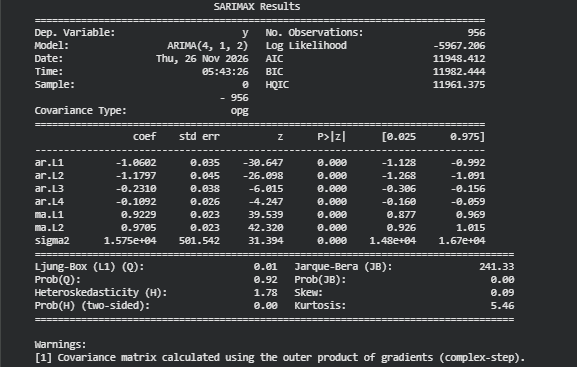 SARIMAX Results
==============================================================================
Dep. Variable:                      y   No. Observations:                  956
Model:                 ARIMA(4, 1, 2)   Log Likelihood               -5967.206
Date:                Thu, 26 Nov 2026   AIC                          11948.412
Time:                        05:43:26   BIC                          11982.444
Sample:                             0   HQIC                         11961.375
                                - 956
Covariance Type:                  opg
==============================================================================
                 coef    std err          z      P>|z|      [0.025      0.975]
------------------------------------------------------------------------------
ar.L1         -1.0602      0.035    -30.647      0.000      -1.128      -0.992
ar.L2         -1.1797      0.045    -26.098      0.000      -1.268      -1.091
ar.L3         -0.2310      0.038     -6.015      0.000      -0.306      -0.156
ar.L4         -0.1092      0.026     -4.247      0.000      -0.160      -0.059
ma.L1          0.9229      0.023     39.539      0.000       0.877       0.969
ma.L2          0.9705      0.023     42.320      0.000       0.926       1.015
sigma2      1.575e+04    501.542     31.394      0.000    1.48e+04    1.67e+04
===================================================================================
Ljung-Box (L1) (Q):                   0.01   Jarque-Bera (JB):               241.33
Prob(Q):                              0.92   Prob(JB):                         0.00
Heteroskedasticity (H):               1.78   Skew:                             0.09
Prob(H) (two-sided):                  0.00   Kurtosis:                         5.46
===================================================================================
Warnings:
[1] Covariance matrix calculated using the outer product of gradients (complex-step).